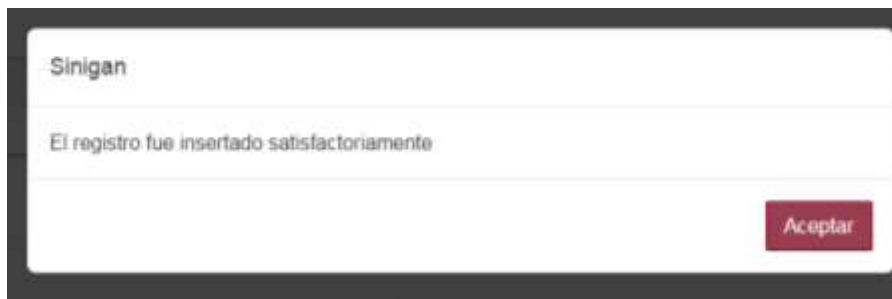 Sinigan
El registro fue insertado satisfactoriamente
Aceptar